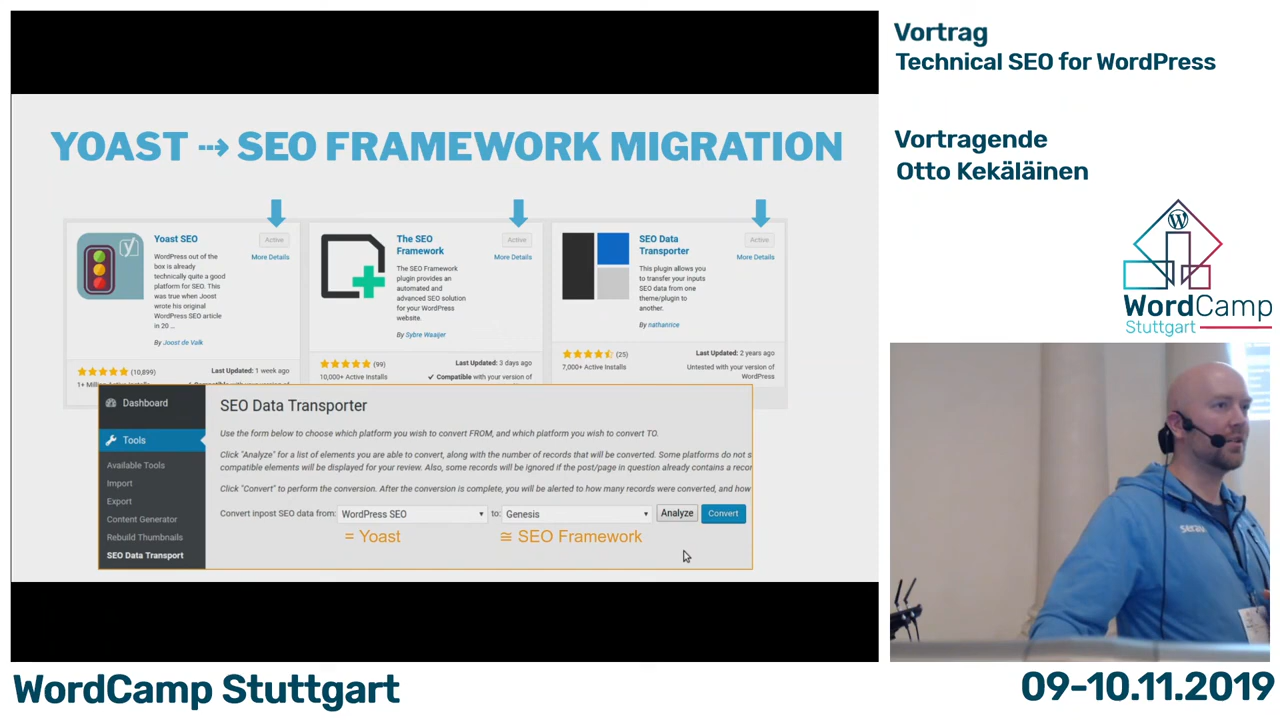 YOAST ⇢ SEO FRAMEWORK MIGRATION
Yoast SEO
Active
More Details
WordPress out of the
box is already
technically quite a good
platform for SEO. This
was true when Joost
wrote his original
WordPress SEO article
in 20 ...
By Joost de Valk
(10,899)
Last Updated: 1 week ago
The SEO
Framework
Active
More Details
The SEO Framework
plugin provides an
automated and
advanced SEO solution
for your WordPress
website.
By Sybre Waaijer
(99)
Last Updated: 3 days ago
10,000+ Active Installs
Compatible with your version of
SEO Data
Transporter
Active
More Details
This plugin allows you
to transfer your inputs
SEO data from one
theme/plugin to
another.
By nathanrice
(25)
Last Updated: 2 years ago
7,000+ Active Installs
Untested with your version of
WordPress
Dashboard
Tools
Available Tools
Import
Export
Content Generator
Rebuild Thumbnails
SEO Data Transport
SEO Data Transporter
Use the form below to choose which platform you wish to convert FROM, and which platform you wish to convert TO.
Click "Analyze" for a list of elements you are able to convert, along with the number of records that will be converted. Some platforms do not s
compatible elements will be displayed for your review. Also, some records will be ignored if the post/page in question already contains a recor
Click "Convert" to perform the conversion. After the conversion is complete, you will be alerted to how many records were converted, and how
Convert inpost SEO data from: WordPress SEO to: Genesis Analyze Convert
= Yoast ≅ SEO Framework
Vortrag
Technical SEO for WordPress
Vortragende
Otto Kekäläinen
W
WordCamp
Stuttgart
seravo
WordCamp Stuttgart
09-10.11.2019